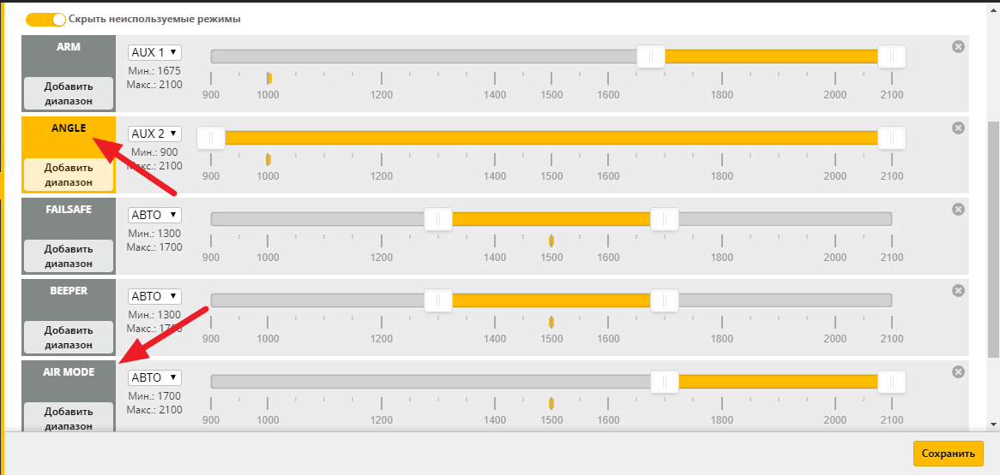 Скрыть неиспользуемые режимы
ARM
Добавить
диапазон
AUX 1
Мин.: 1675
Макс.: 2100
900 1000 1200 1400 1500 1600 1800 2000 2100
ANGLE
Добавить
диапазон
AUX 2
Мин.: 900
Макс.: 2100
900 1000 1200 1400 1500 1600 1800 2000 2100
FAILSAFE
Добавить
диапазон
АВТО
Мин.: 1300
Макс.: 1700
900 1000 1200 1400 1500 1600 1800 2000 2100
BEEPER
Добавить
диапазон
АВТО
Мин.: 1300
Макс.: 1700
900 1000 1200 1400 1500 1600 1800 2000 2100
AIR MODE
Добавить
диапазон
АВТО
Мин.: 1700
Макс.: 2100
900 1000 1200 1400 1500 1600 1800 2000 2100
Сохранить